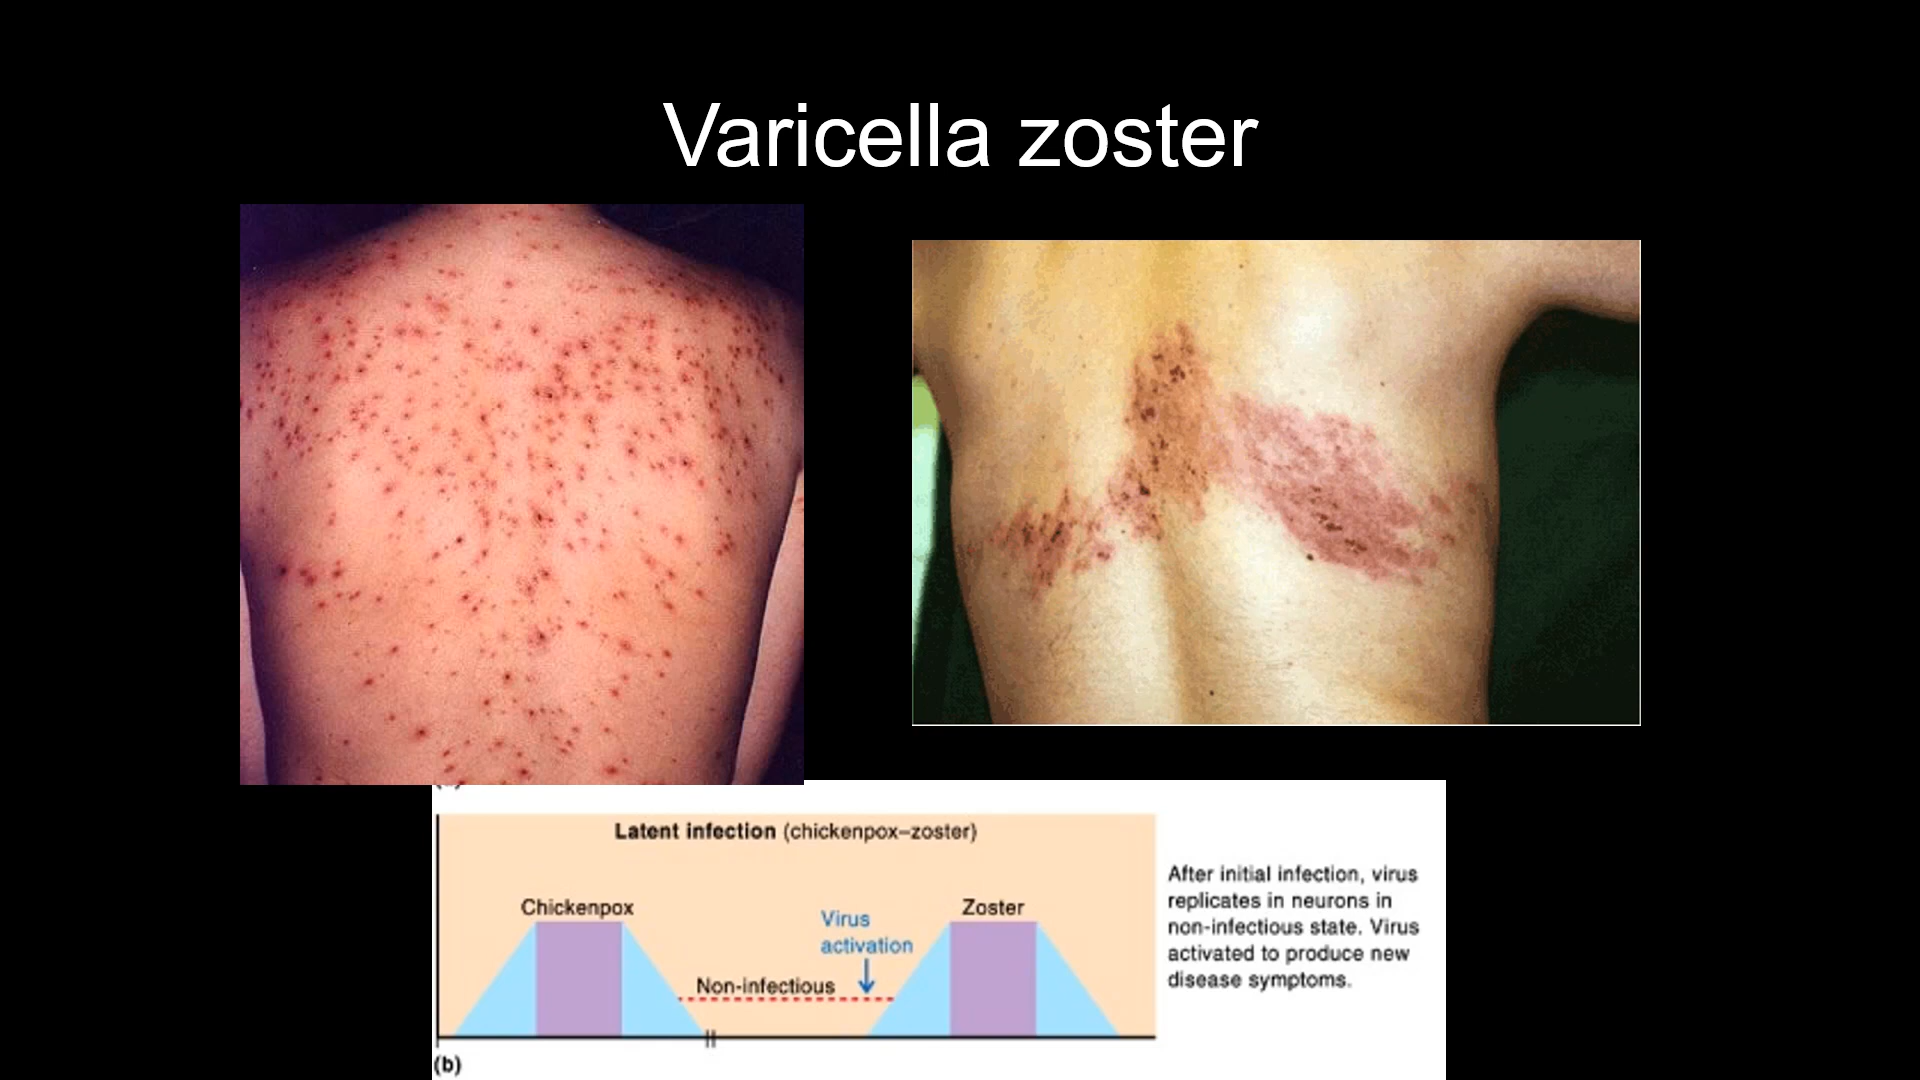 Varicella zoster
Latent infection (chickenpox–zoster)
Chickenpox
Zoster
Virus
activation
Non-infectious
After initial infection, virus
replicates in neurons in
non-infectious state. Virus
activated to produce new
disease symptoms.
(b)